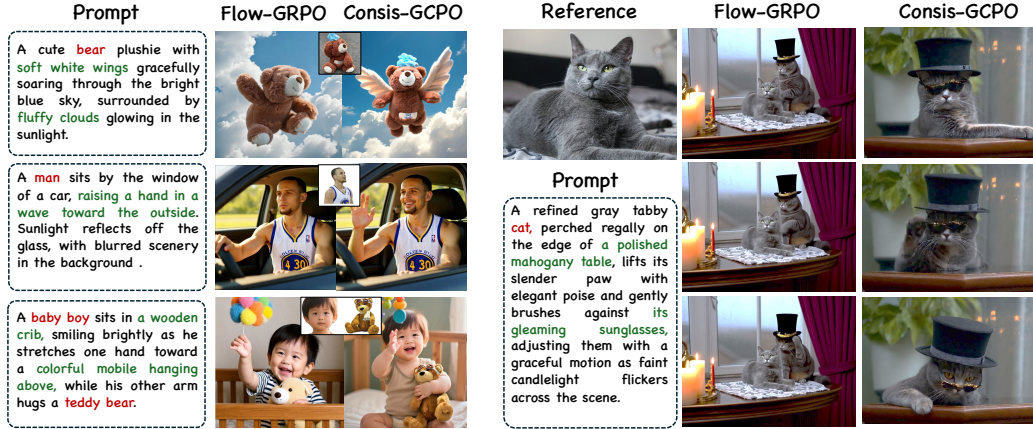 Prompt
Flow-GRPO
Consis-GCPO
A cute bear plushie with
soft white wings gracefully
soaring through the bright
blue sky, surrounded by
fluffy clouds glowing in the
sunlight.
A man sits by the window
of a car, raising a hand in a
wave toward the outside.
Sunlight reflects off the
glass, with blurred scenery
in the background .
A baby boy sits in a wooden
crib, smiling brightly as he
stretches one hand toward
a colorful mobile hanging
above, while his other arm
hugs a teddy bear.
Reference
Flow-GRPO
Consis-GCPO
Prompt
A refined gray tabby
cat, perched regally on
the edge of a polished
mahogany table, lifts its
slender paw with
elegant poise and gently
brushes against its
gleaming sunglasses,
adjusting them with a
graceful motion as faint
candlelight flickers
across the scene.